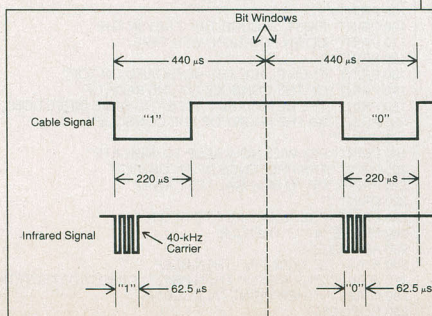 Bit Windows
440 μs 440 μs
Cable Signal "1" "0"
220 μs 220 μs
Infrared Signal 40-kHz
Carrier
"1" 62.5 μs "0" 62.5 μs